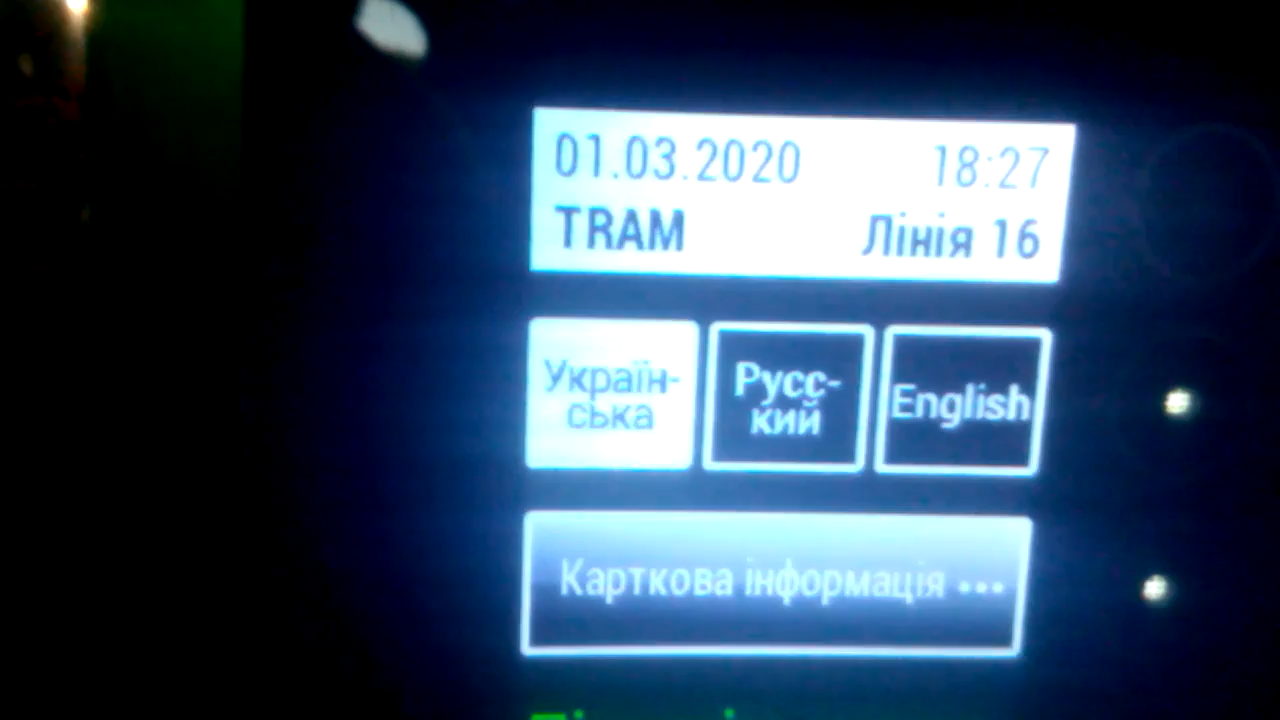 01.03.2020 18:27
TRAM Лінія 16
Україн-
ська
Русс-
кий
English
Карткова інформація ...